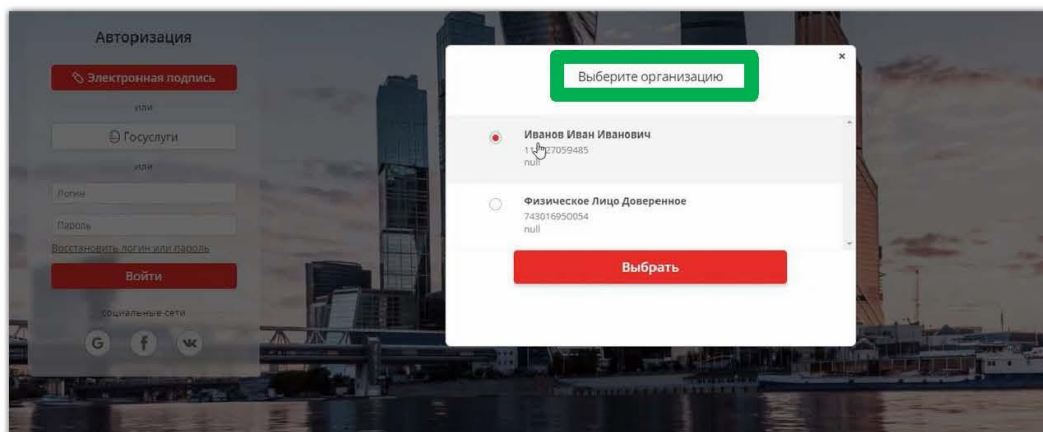 Авторизация
Электронная подпись
или
Госуслуги
или
Логин
Пароль
Восстановить логин или пароль
Войти
социальные сети
G f
Выберите организацию
×
Иванов Иван Иванович
null
Физическое Лицо Доверенное
743016950054
null
Выбрать